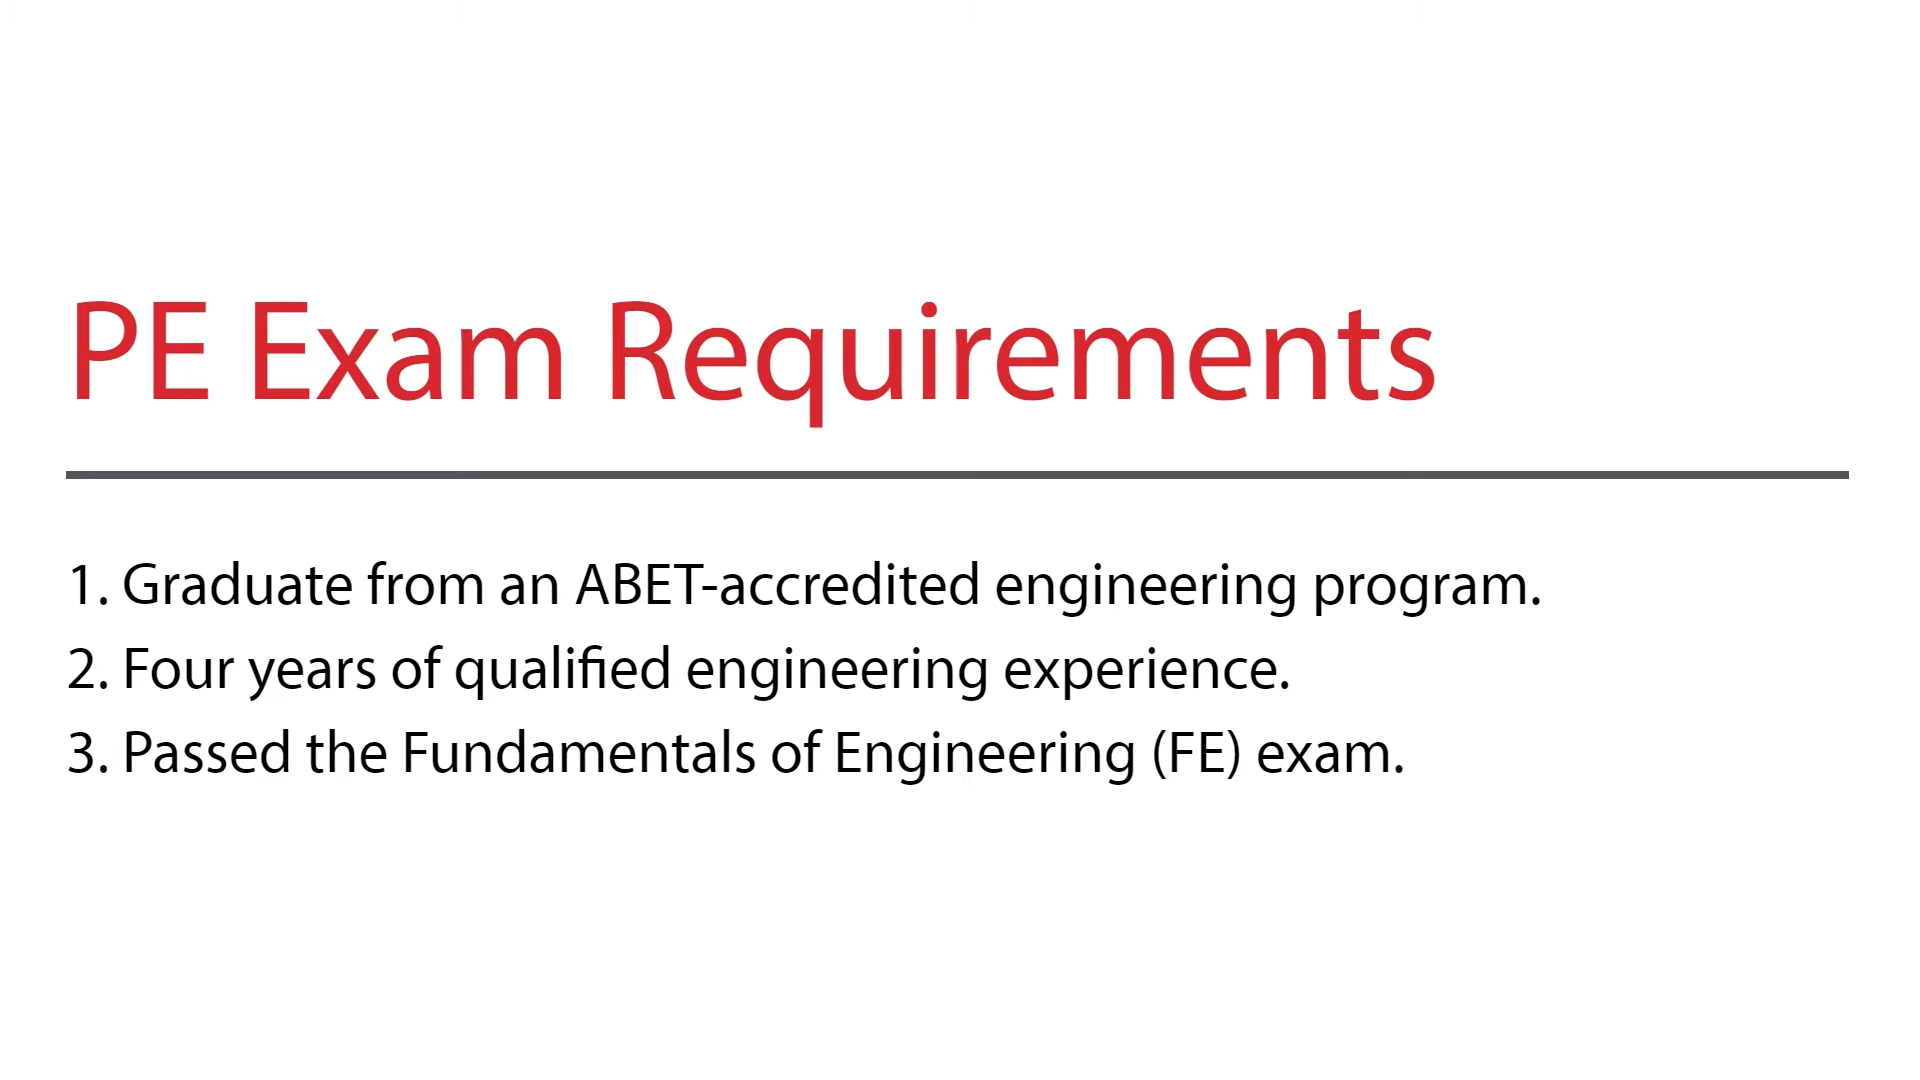 PE Exam Requirements
1. Graduate from an ABET-accredited engineering program.
2. Four years of qualified engineering experience.
3. Passed the Fundamentals of Engineering (FE) exam.